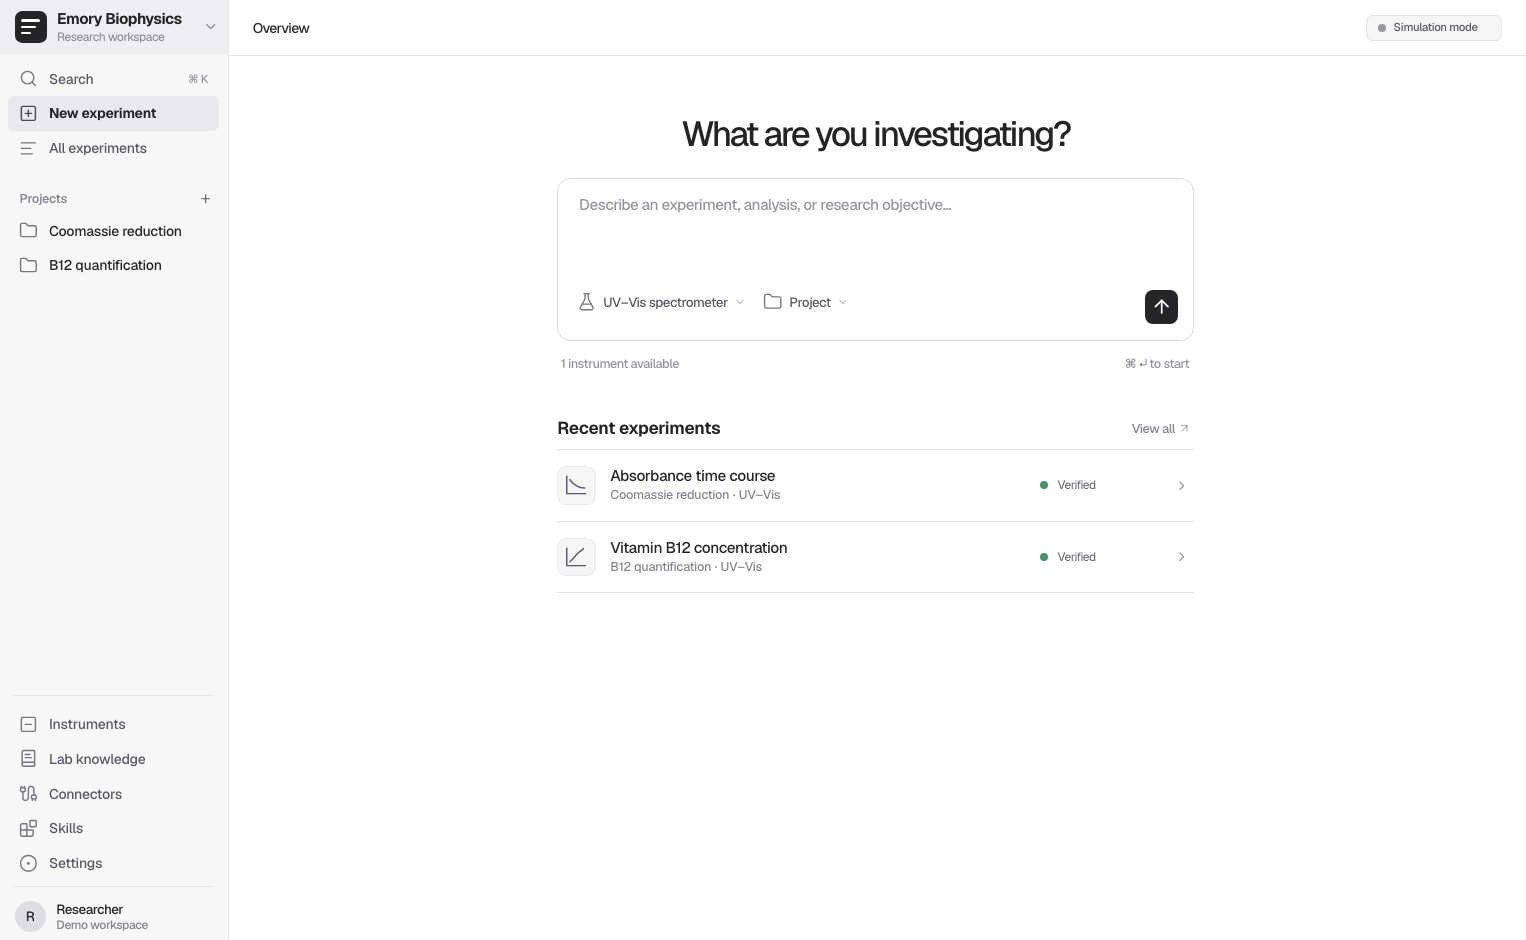 Emory Biophysics
Research workspace
Search ⌘ K
New experiment
All experiments
Projects +
Coomassie reduction
B12 quantification
Instruments
Lab knowledge
Connectors
Skills
Settings
R
Researcher
Demo workspace
Overview
Simulation mode
What are you investigating?
Describe an experiment, analysis, or research objective...
UV–Vis spectrometer
Project
1 instrument available
⌘ ↵ to start
Recent experiments
View all ↗
Absorbance time course
Coomassie reduction · UV–Vis
Verified
Vitamin B12 concentration
B12 quantification · UV–Vis
Verified